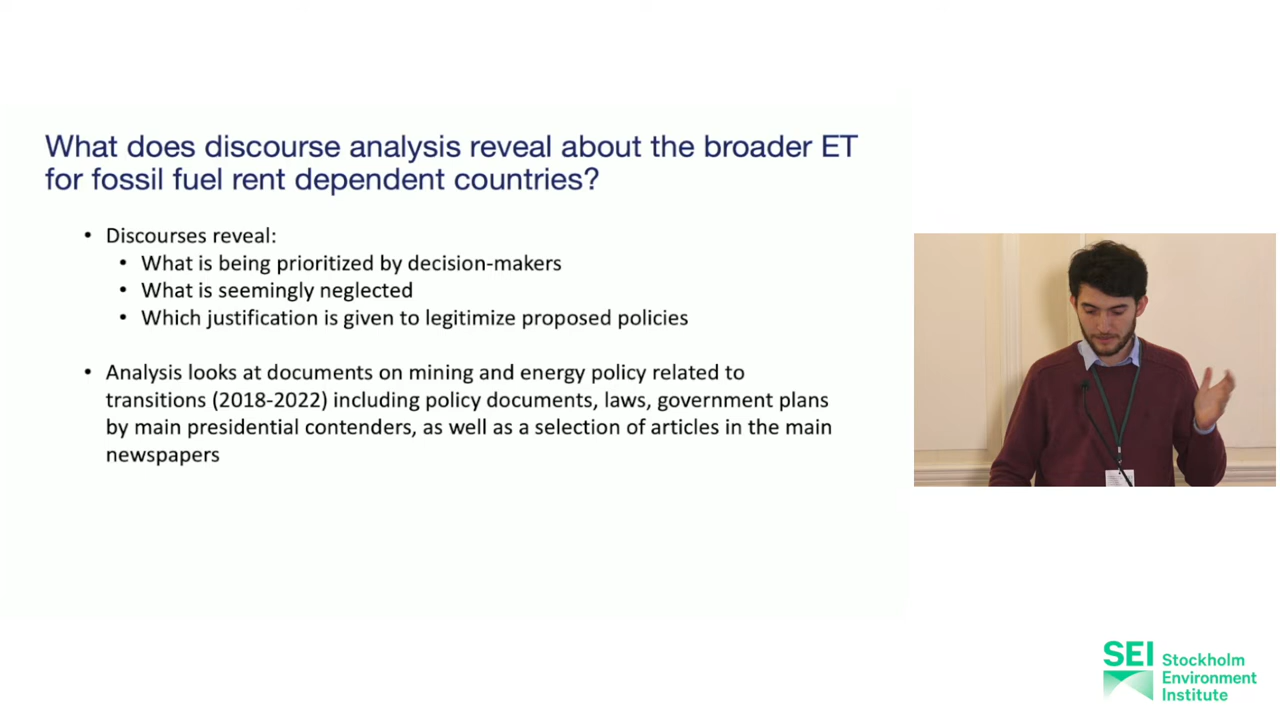 What does discourse analysis reveal about the broader ET
for fossil fuel rent dependent countries?
• Discourses reveal:
• What is being prioritized by decision-makers
• What is seemingly neglected
• Which justification is given to legitimize proposed policies
• Analysis looks at documents on mining and energy policy related to
transitions (2018-2022) including policy documents, laws, government plans
by main presidential contenders, as well as a selection of articles in the main
newspapers
SEI Stockholm
Environment
Institute